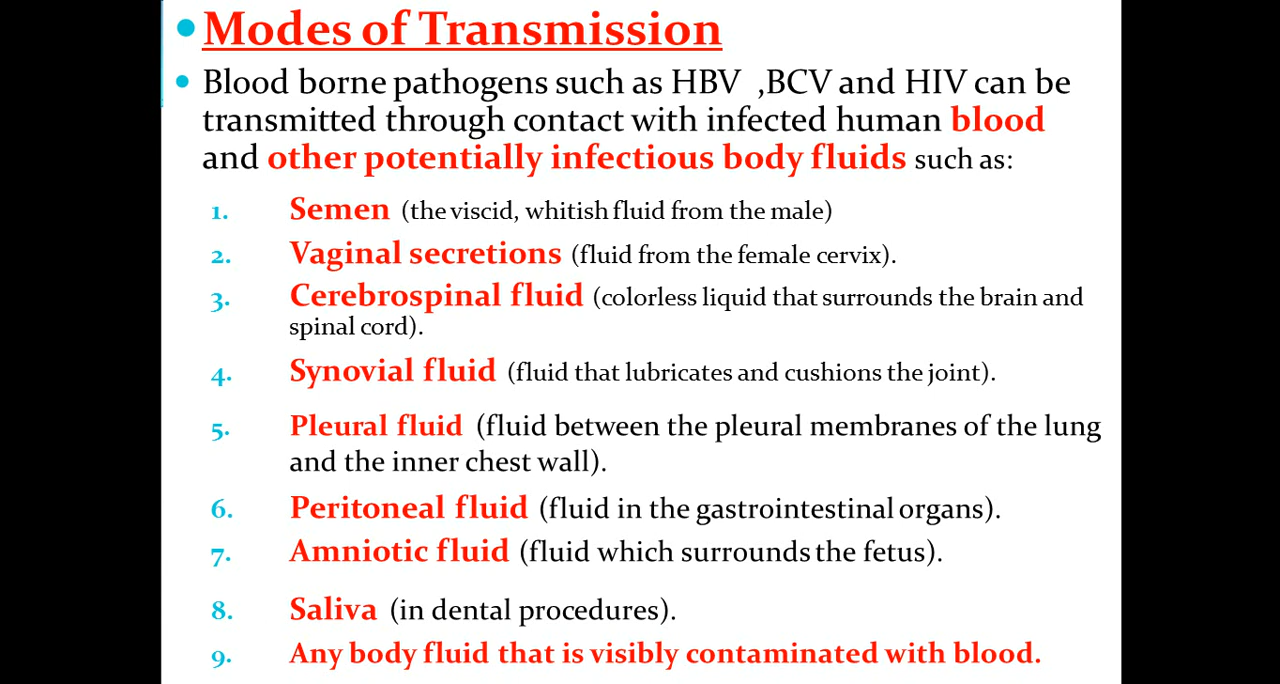 • Modes of Transmission
• Blood borne pathogens such as HBV ,BCV and HIV can be
transmitted through contact with infected human blood
and other potentially infectious body fluids such as:
1. Semen (the viscid, whitish fluid from the male)
2. Vaginal secretions (fluid from the female cervix).
3. Cerebrospinal fluid (colorless liquid that surrounds the brain and
spinal cord).
4. Synovial fluid (fluid that lubricates and cushions the joint).
5. Pleural fluid (fluid between the pleural membranes of the lung
and the inner chest wall).
6. Peritoneal fluid (fluid in the gastrointestinal organs).
7. Amniotic fluid (fluid which surrounds the fetus).
8. Saliva (in dental procedures).
9. Any body fluid that is visibly contaminated with blood.